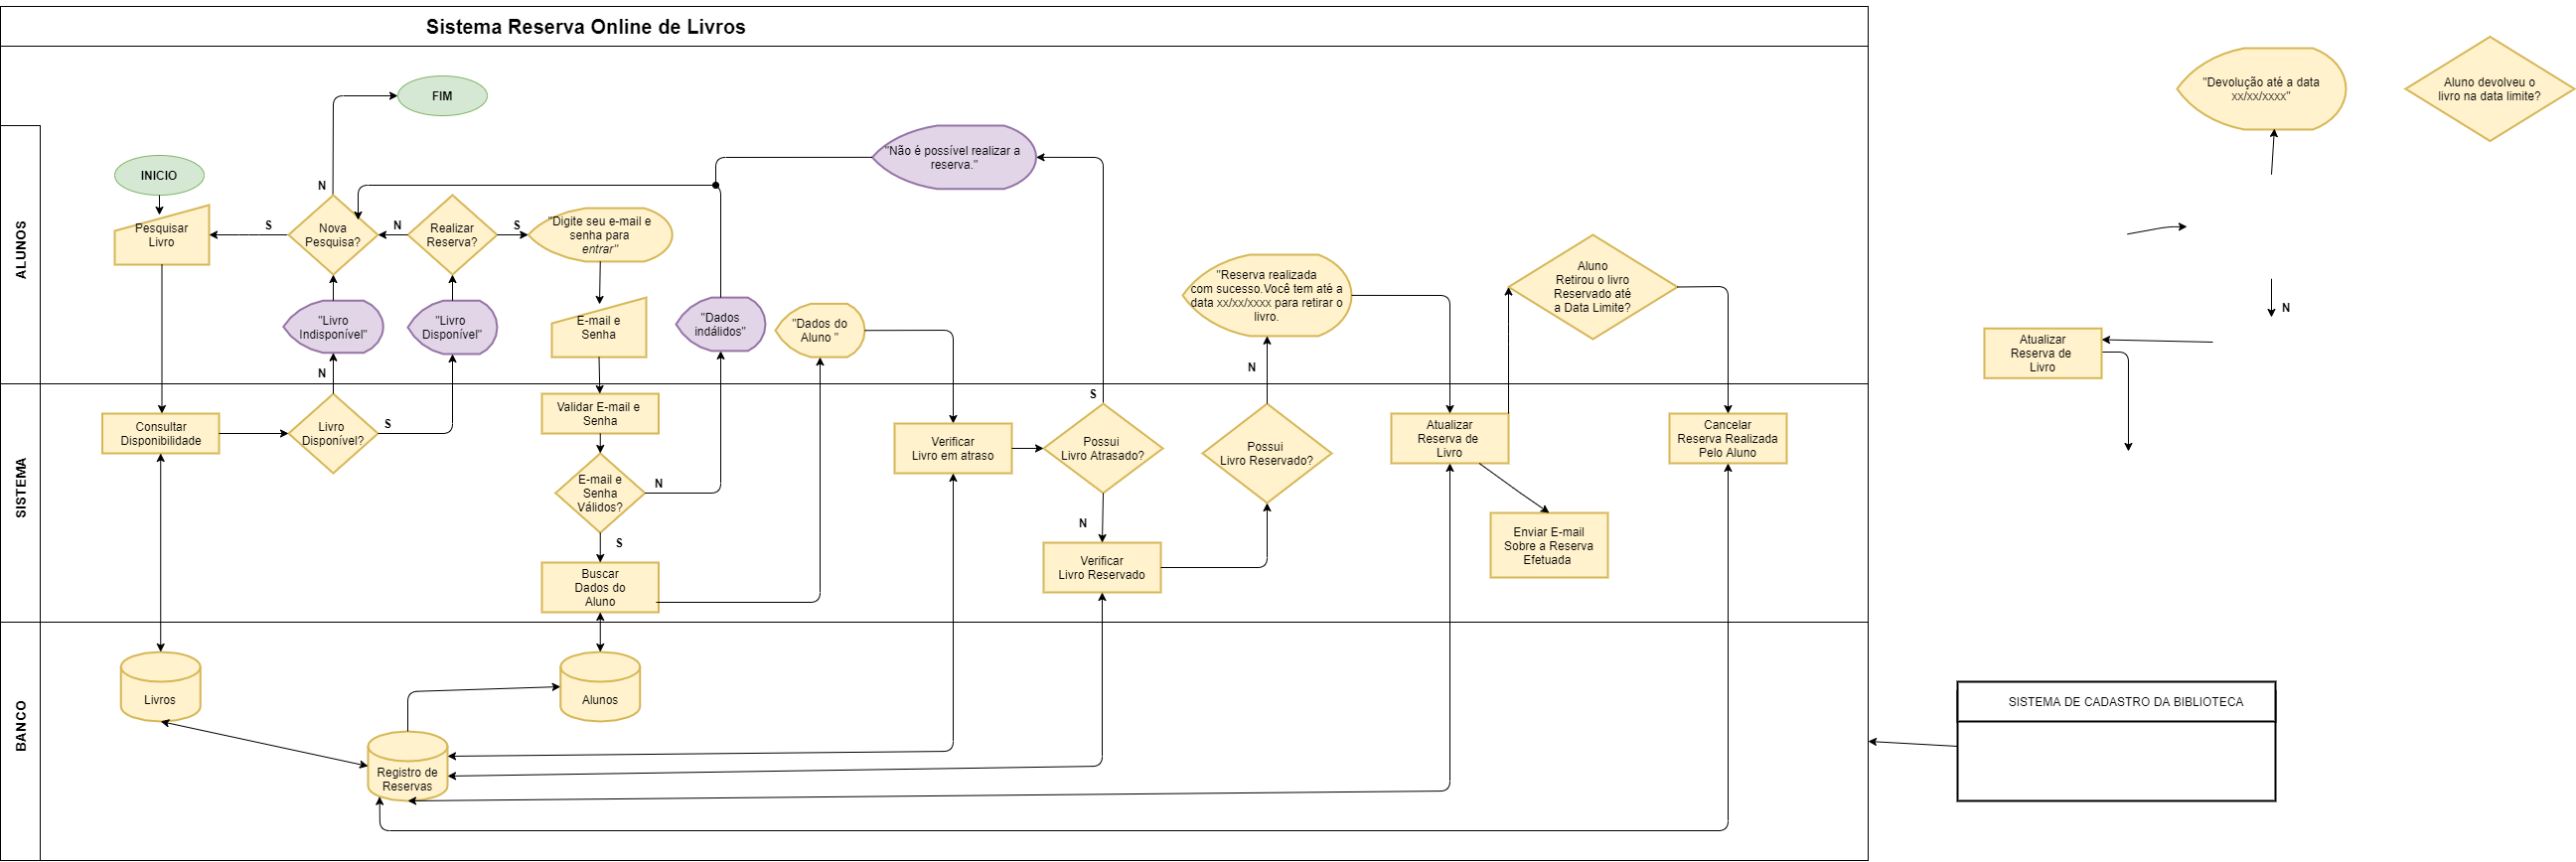 Sistema Reserva Online de Livros
FIM
"Devolução até a data
xx/xx/xxxx"
Aluno devolveu o
livro na data limite?
ALUNOS
INICIO
N
"Não é possível realizar a
reserva."
Pesquisar
Livro
S
Nova
Pesquisa?
N
Realizar
Reserva?
S
"Digite seu e-mail e
senha para
entrar"
"Livro
Indisponível"
"Livro
Disponível"
E-mail e
Senha
"Dados
indálidos"
"Dados do
Aluno "
"Reserva realizada
com sucesso.Você tem até a
data xx/xx/xxxx para retirar o
livro.
Aluno
Retirou o livro
Reservado até
a Data Limite?
N
Atualizar
Reserva de
Livro
N
N
S
SISTEMA
Consultar
Disponibilidade
Livro
Disponível?
S
Validar E-mail e
Senha
E-mail e
Senha
Válidos?
N
S
Buscar
Dados do
Aluno
Verificar
Livro em atraso
Possui
Livro Atrasado?
N
Verificar
Livro Reservado
Possui
Livro Reservado?
Atualizar
Reserva de
Livro
Enviar E-mail
Sobre a Reserva
Efetuada
Cancelar
Reserva Realizada
Pelo Aluno
BANCO
Livros
Alunos
Registro de
Reservas
SISTEMA DE CADASTRO DA BIBLIOTECA